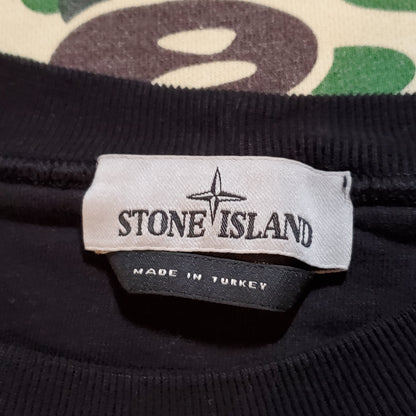 STONE ISLAND
MADE IN TURKEY